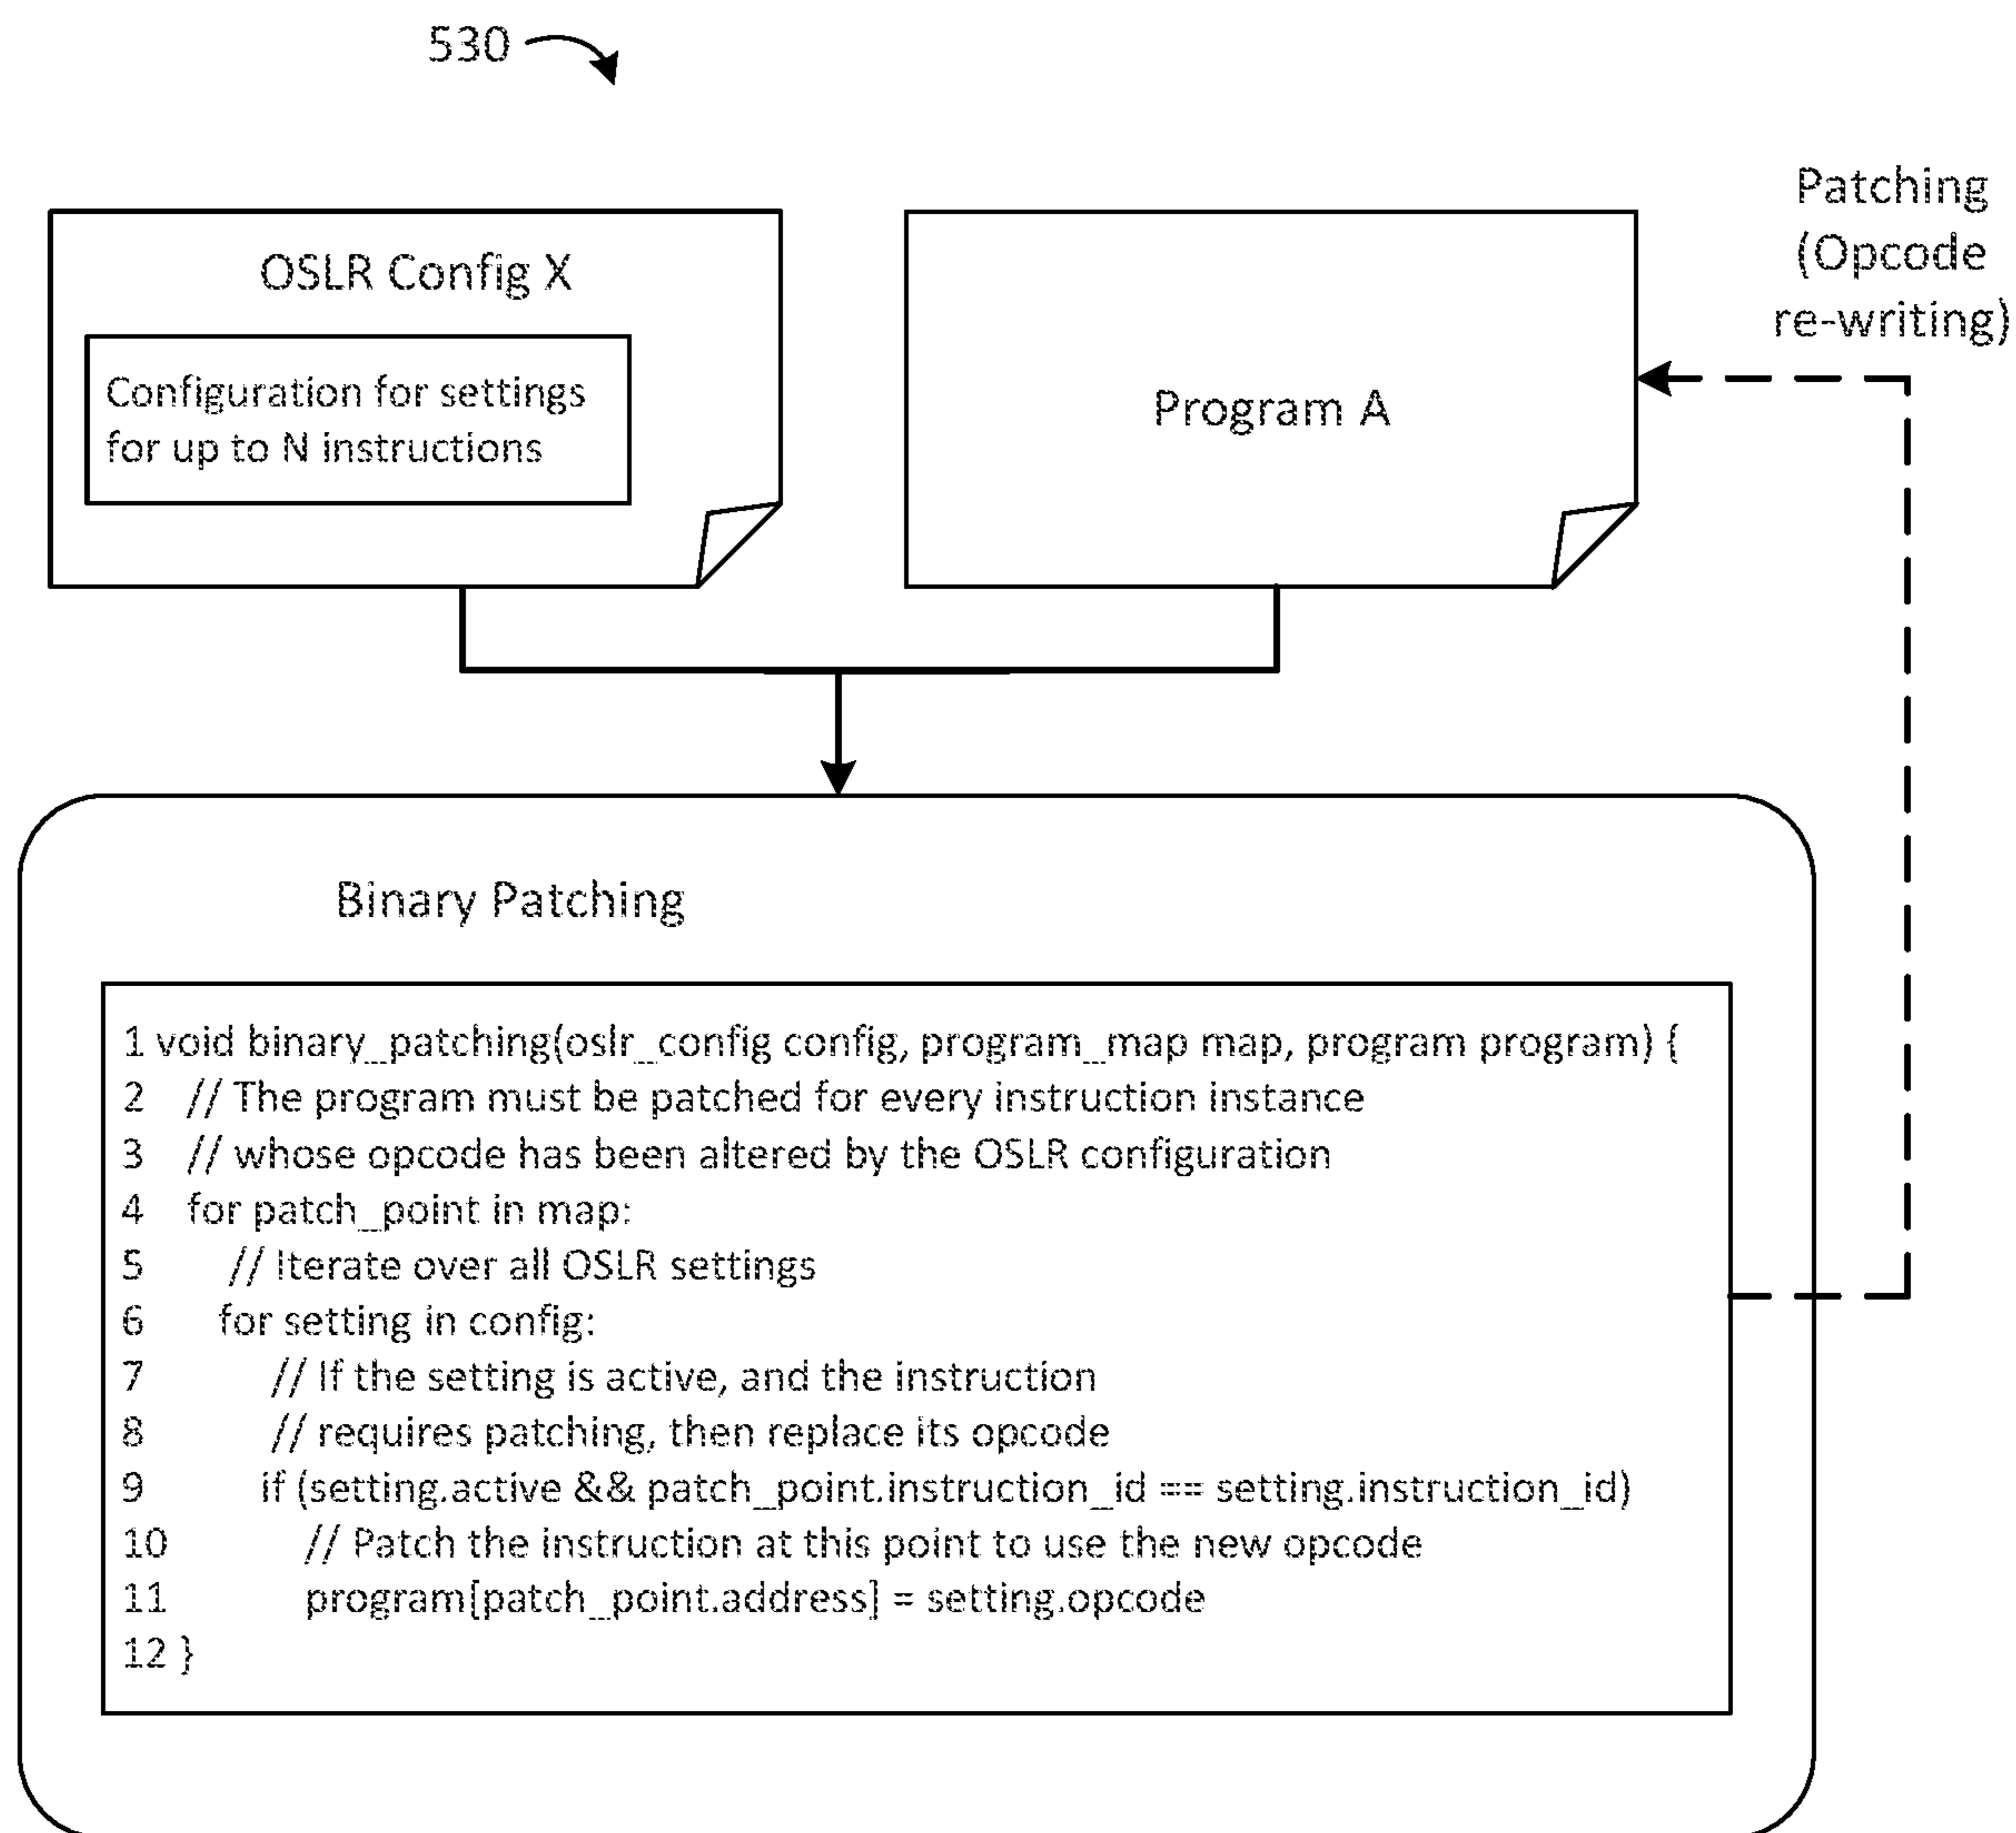 530
Patching
(Opcode
re-writing)
OSLR Config X
Configuration for settings
for up to N instructions
Program A
Binary Patching
1 void binary_patching(oslr_config config, program_map map, program program) {
2 // The program must be patched for every instruction instance
3 // whose opcode has been altered by the OSLR configuration
4 for patch_point in map:
5 // Iterate over all OSLR settings
6 for setting in config:
7 // If the setting is active, and the instruction
8 // requires patching, then replace its opcode
9 if (setting.active && patch_point.instruction_id == setting.instruction_id)
10 // Patch the instruction at this point to use the new opcode
11 program[patch_point.address] = setting.opcode
12 }